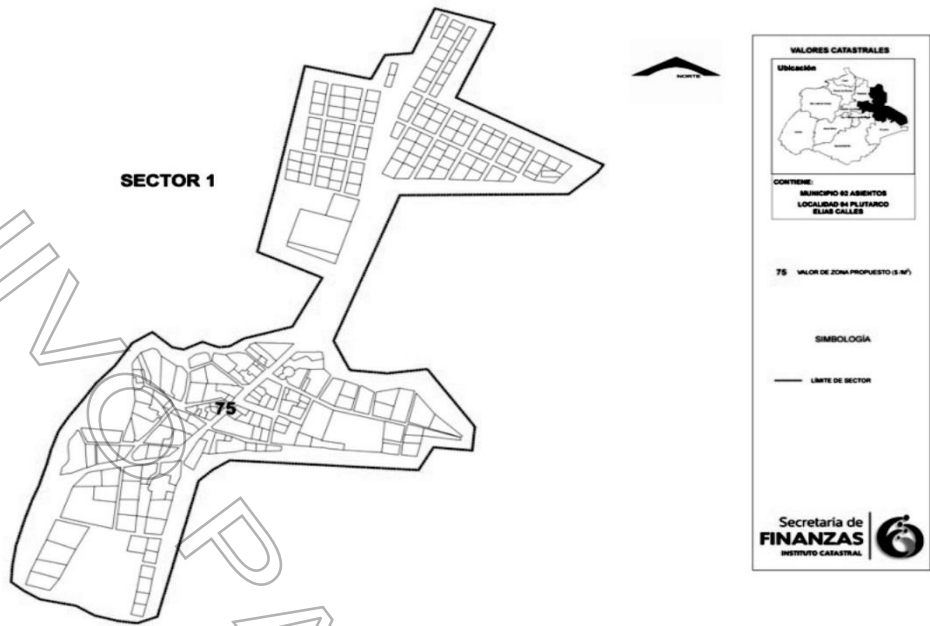 SECTOR 1
75
NORTE
VALORES CATASTRALES
Ubicación
CONTIENE:
MUNICIPIO 02 ASIENTOS
LOCALIDAD 04 PLUTARCO
ELIAS CALLES
75 VALOR DE ZONA PROPUESTO ($/M²)
SIMBOLOGÍA
LÍMITE DE SECTOR
Secretaría de
FINANZAS
INSTITUTO CATASTRAL